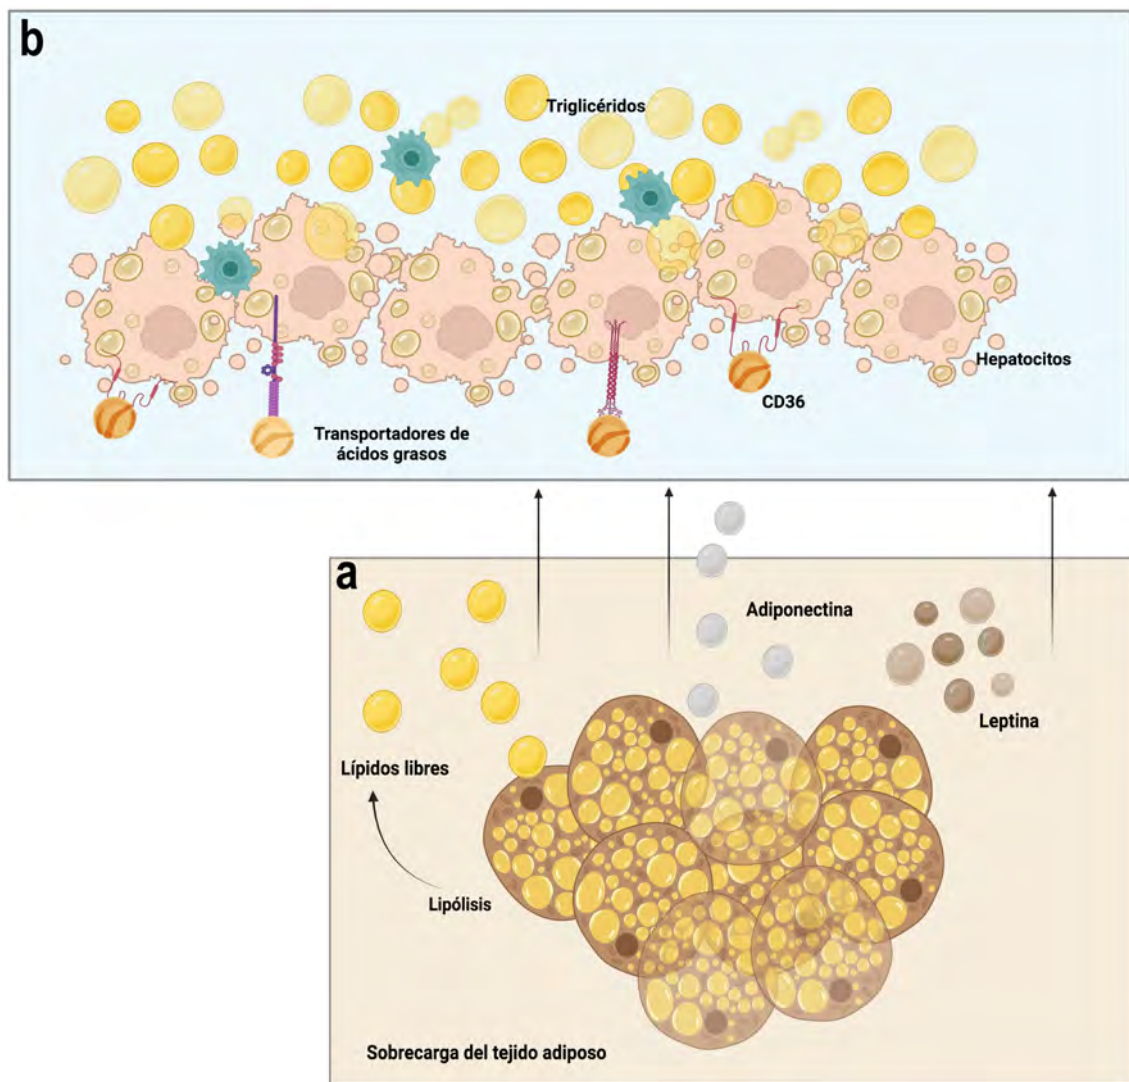 b
Triglicéridos
Hepatocitos
CD36
Transportadores de
ácidos grasos
a
Adiponectina
Leptina
Lípidos libres
Lipólisis
Sobrecarga del tejido adiposo